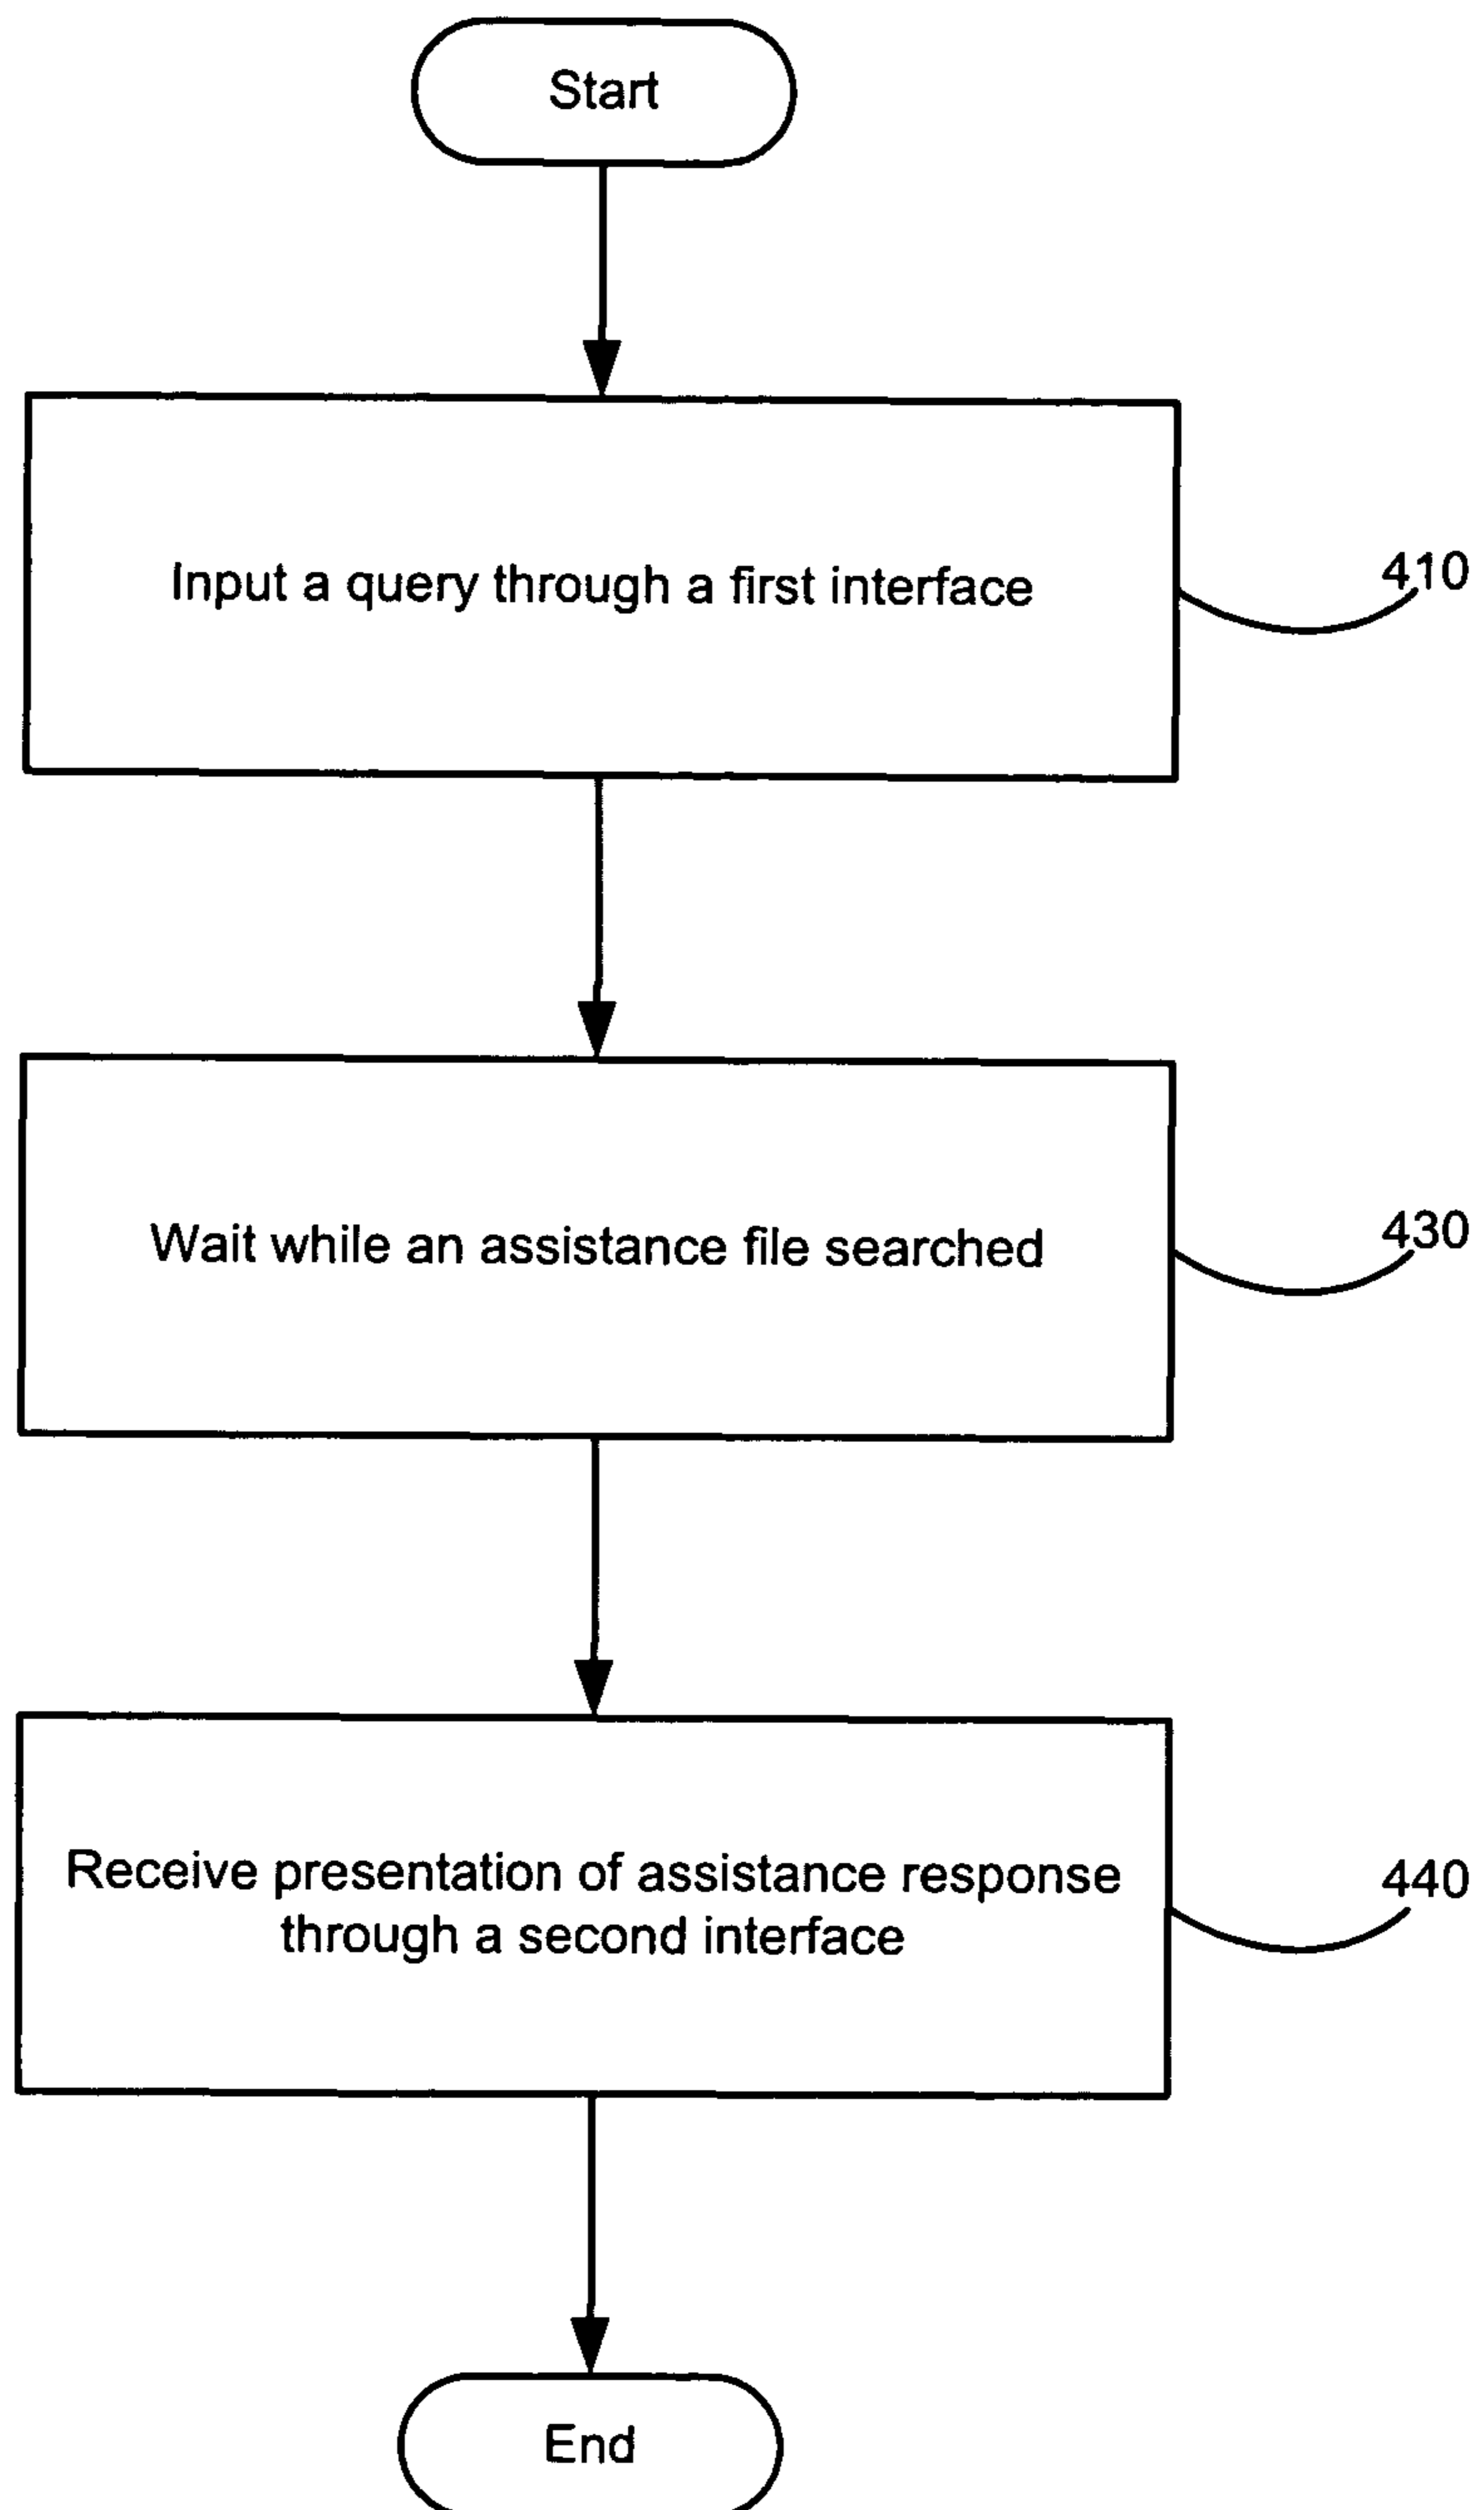 Start
Input a query through a first interface
410
Wait while an assistance file searched
430
Receive presentation of assistance response
through a second interface
440
End